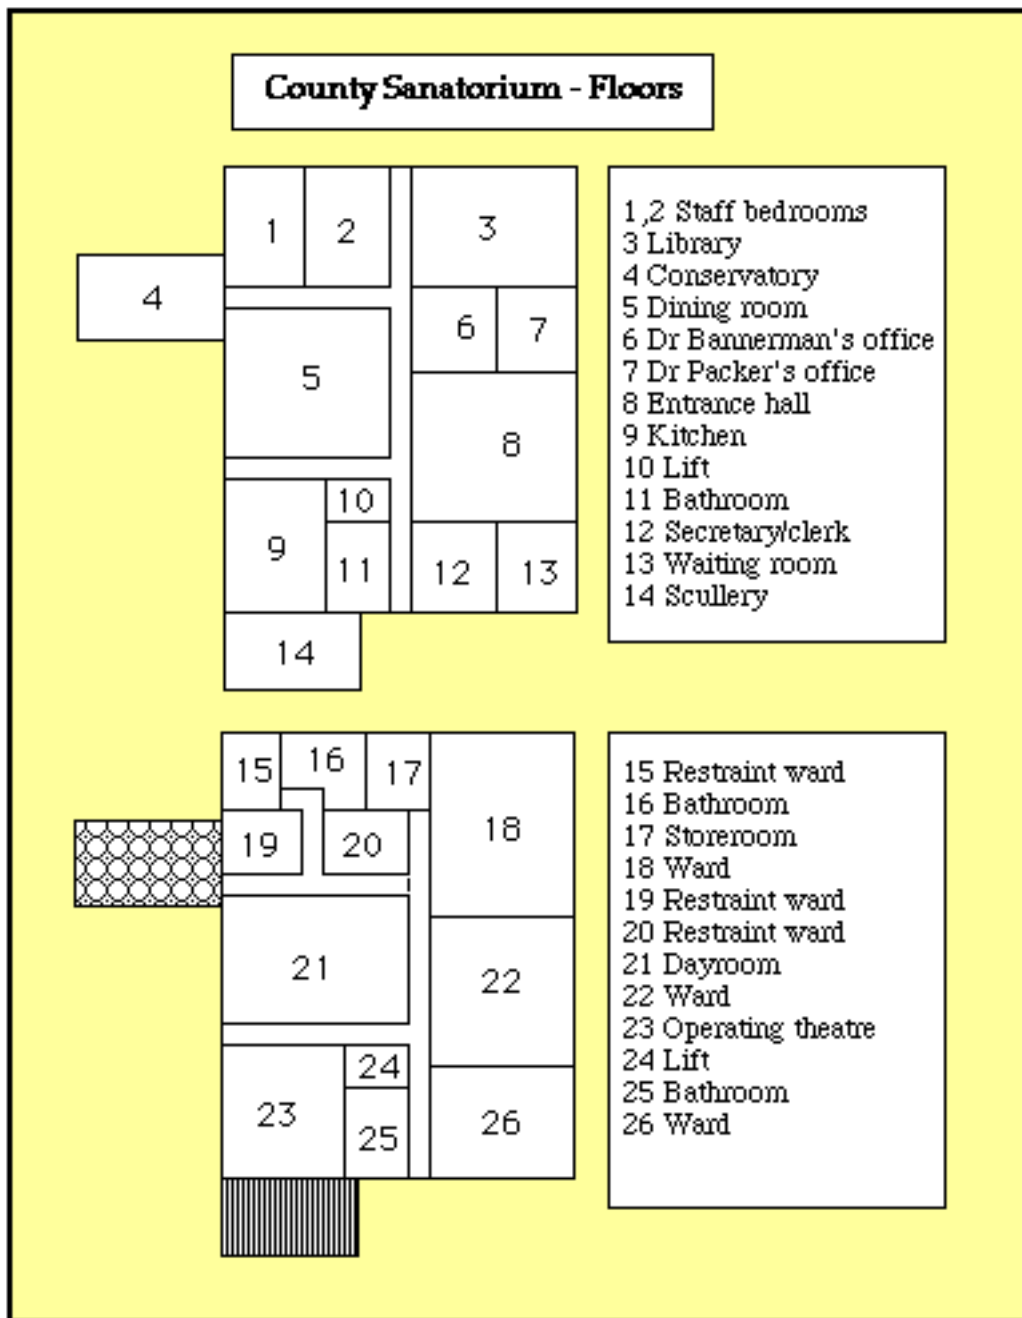 County Sanatorium - Floors
1
2
3
4
5
6
7
8
9
10
11
12
13
14
1,2 Staff bedrooms
3 Library
4 Conservatory
5 Dining room
6 Dr Bannerman's office
7 Dr Packer's office
8 Entrance hall
9 Kitchen
10 Lift
11 Bathroom
12 Secretary/clerk
13 Waiting room
14 Scullery
15
16
17
18
19
20
21
22
23
24
25
26
15 Restraint ward
16 Bathroom
17 Storeroom
18 Ward
19 Restraint ward
20 Restraint ward
21 Dayroom
22 Ward
23 Operating theatre
24 Lift
25 Bathroom
26 Ward